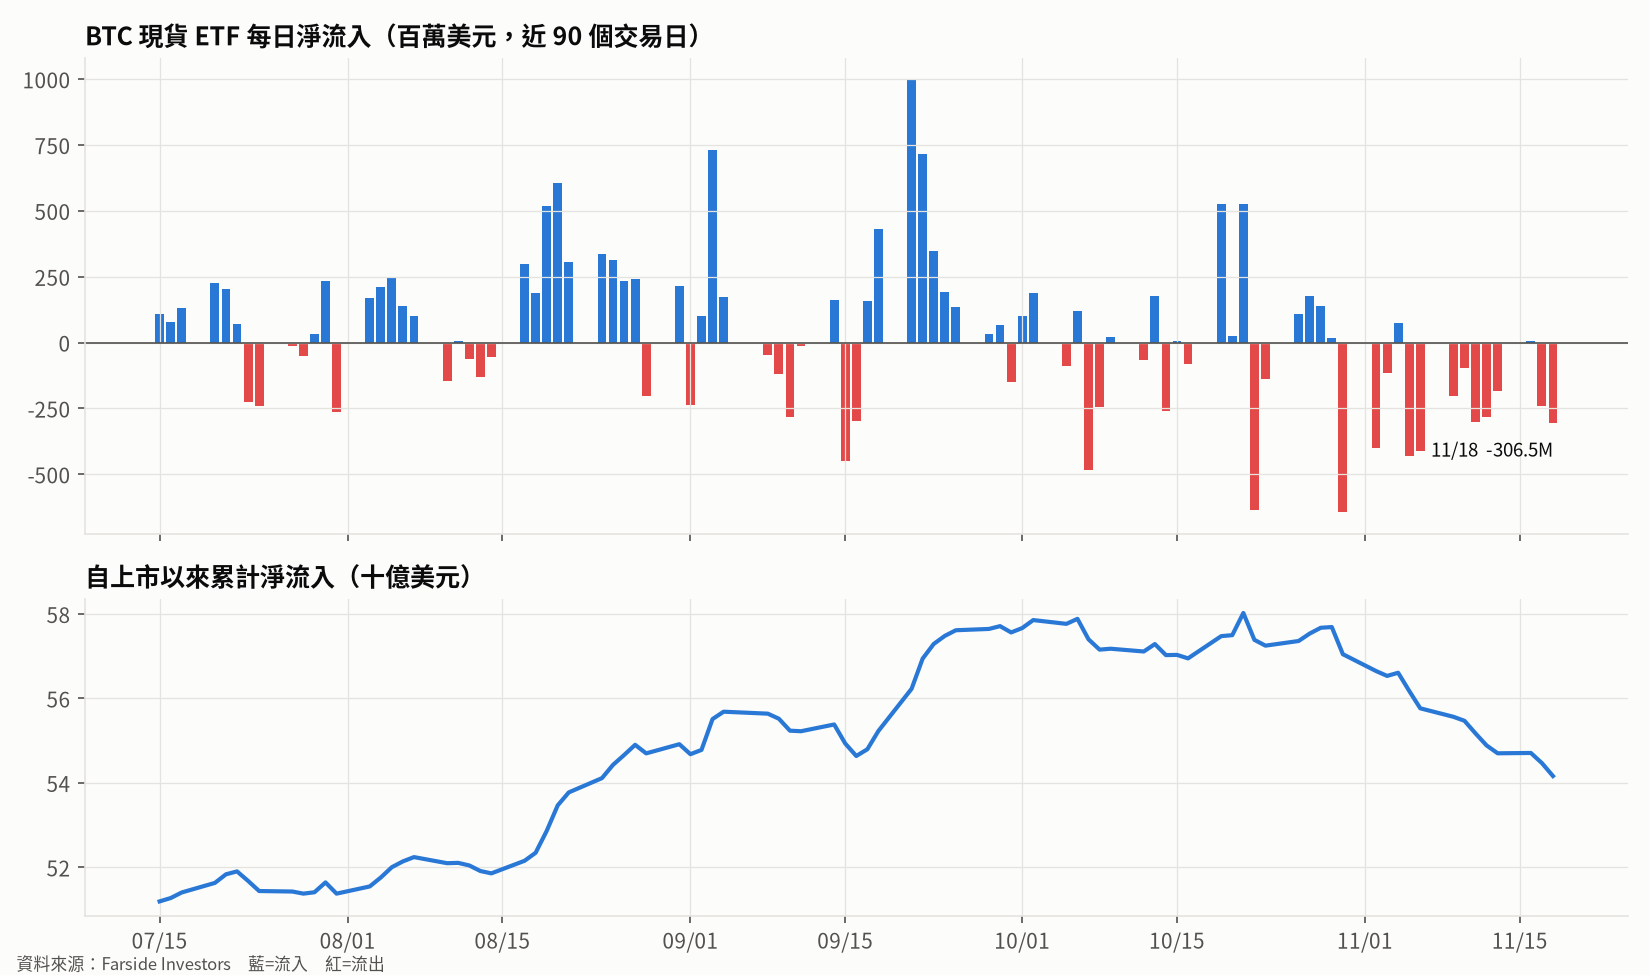 BTC 現貨 ETF 每日淨流入（百萬美元，近 90 個交易日）
1000
750
500
250
0
-250
-500
11/18 -306.5M
自上市以來累計淨流入（十億美元）
58
56
54
52
07/15 08/01 08/15 09/01 09/15 10/01 10/15 11/01 11/15
資料來源：Farside Investors 藍=流入 紅=流出